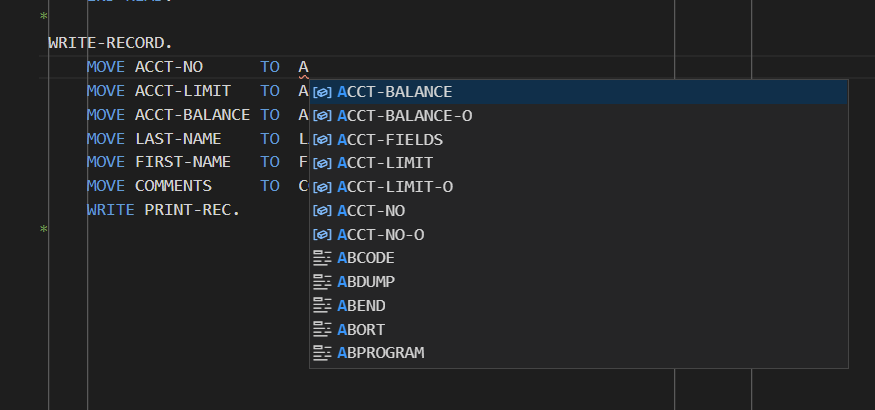 *
WRITE-RECORD.
MOVE ACCT-NO TO A
MOVE ACCT-LIMIT TO A
MOVE ACCT-BALANCE TO A
MOVE LAST-NAME TO L
MOVE FIRST-NAME TO F
MOVE COMMENTS TO C
WRITE PRINT-REC.
*
ACCT-BALANCE
ACCT-BALANCE-O
ACCT-FIELDS
ACCT-LIMIT
ACCT-LIMIT-O
ACCT-NO
ACCT-NO-O
ABCODE
ABDUMP
ABEND
ABORT
ABPROGRAM